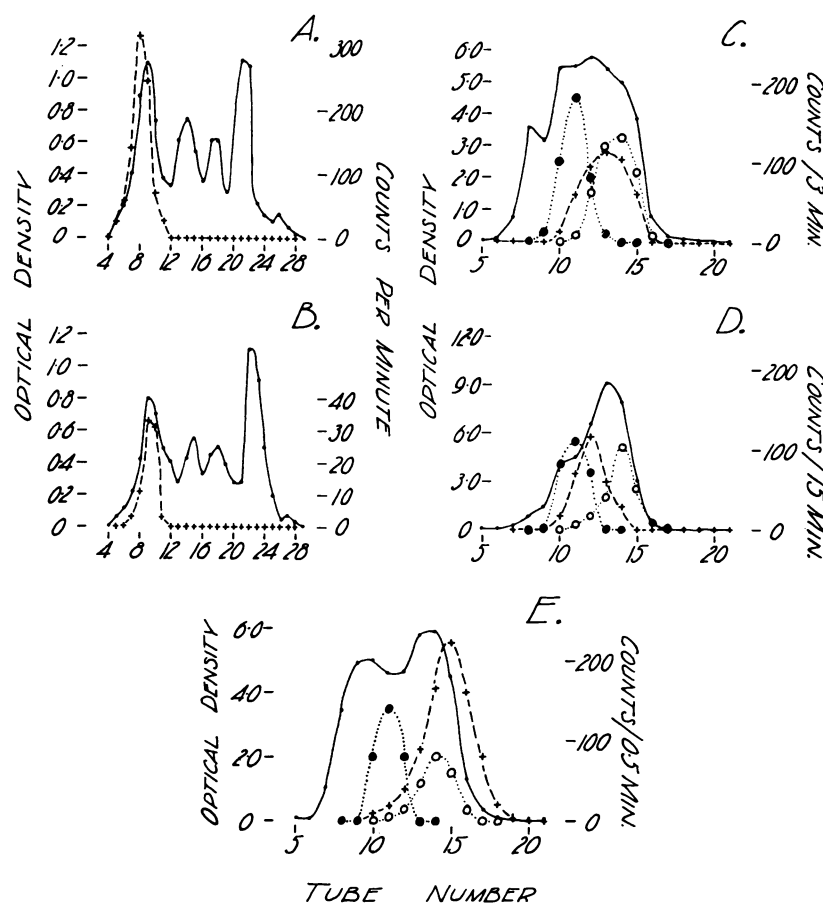 A.
1·2
1·0
0·8
0·6
0·4
0·2
0
300
200
100
0
4 8 12 16 20 24 28
B.
1·2
1·0
0·8
0·6
0·4
0·2
0
40
30
20
10
0
4 8 12 16 20 24 28
OPTICAL DENSITY
COUNTS PER MINUTE
C.
6·0
5·0
4·0
3·0
2·0
1·0
0
200
100
0
5 10 15 20
COUNTS /3 MIN.
D.
12·0
9·0
6·0
3·0
0
200
100
0
5 10 15 20
COUNTS/15 MIN.
OPTICAL DENSITY
E.
6·0
4·0
2·0
0
200
100
0
5 10 15 20
OPTICAL DENSITY
COUNTS/0·5 MIN.
TUBE NUMBER